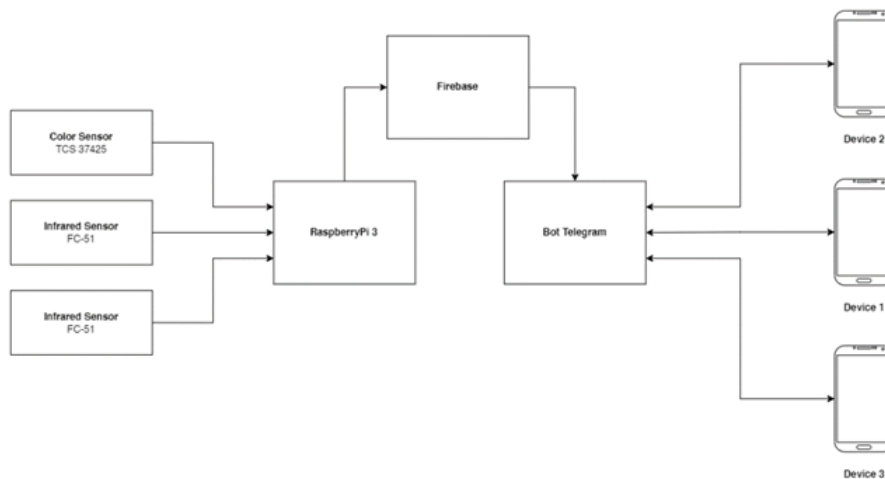 Color Sensor
TCS 37425
Infrared Sensor
FC-51
Infrared Sensor
FC-51
RaspberryPi 3
Firebase
Bot Telegram
Device 2
Device 1
Device 3